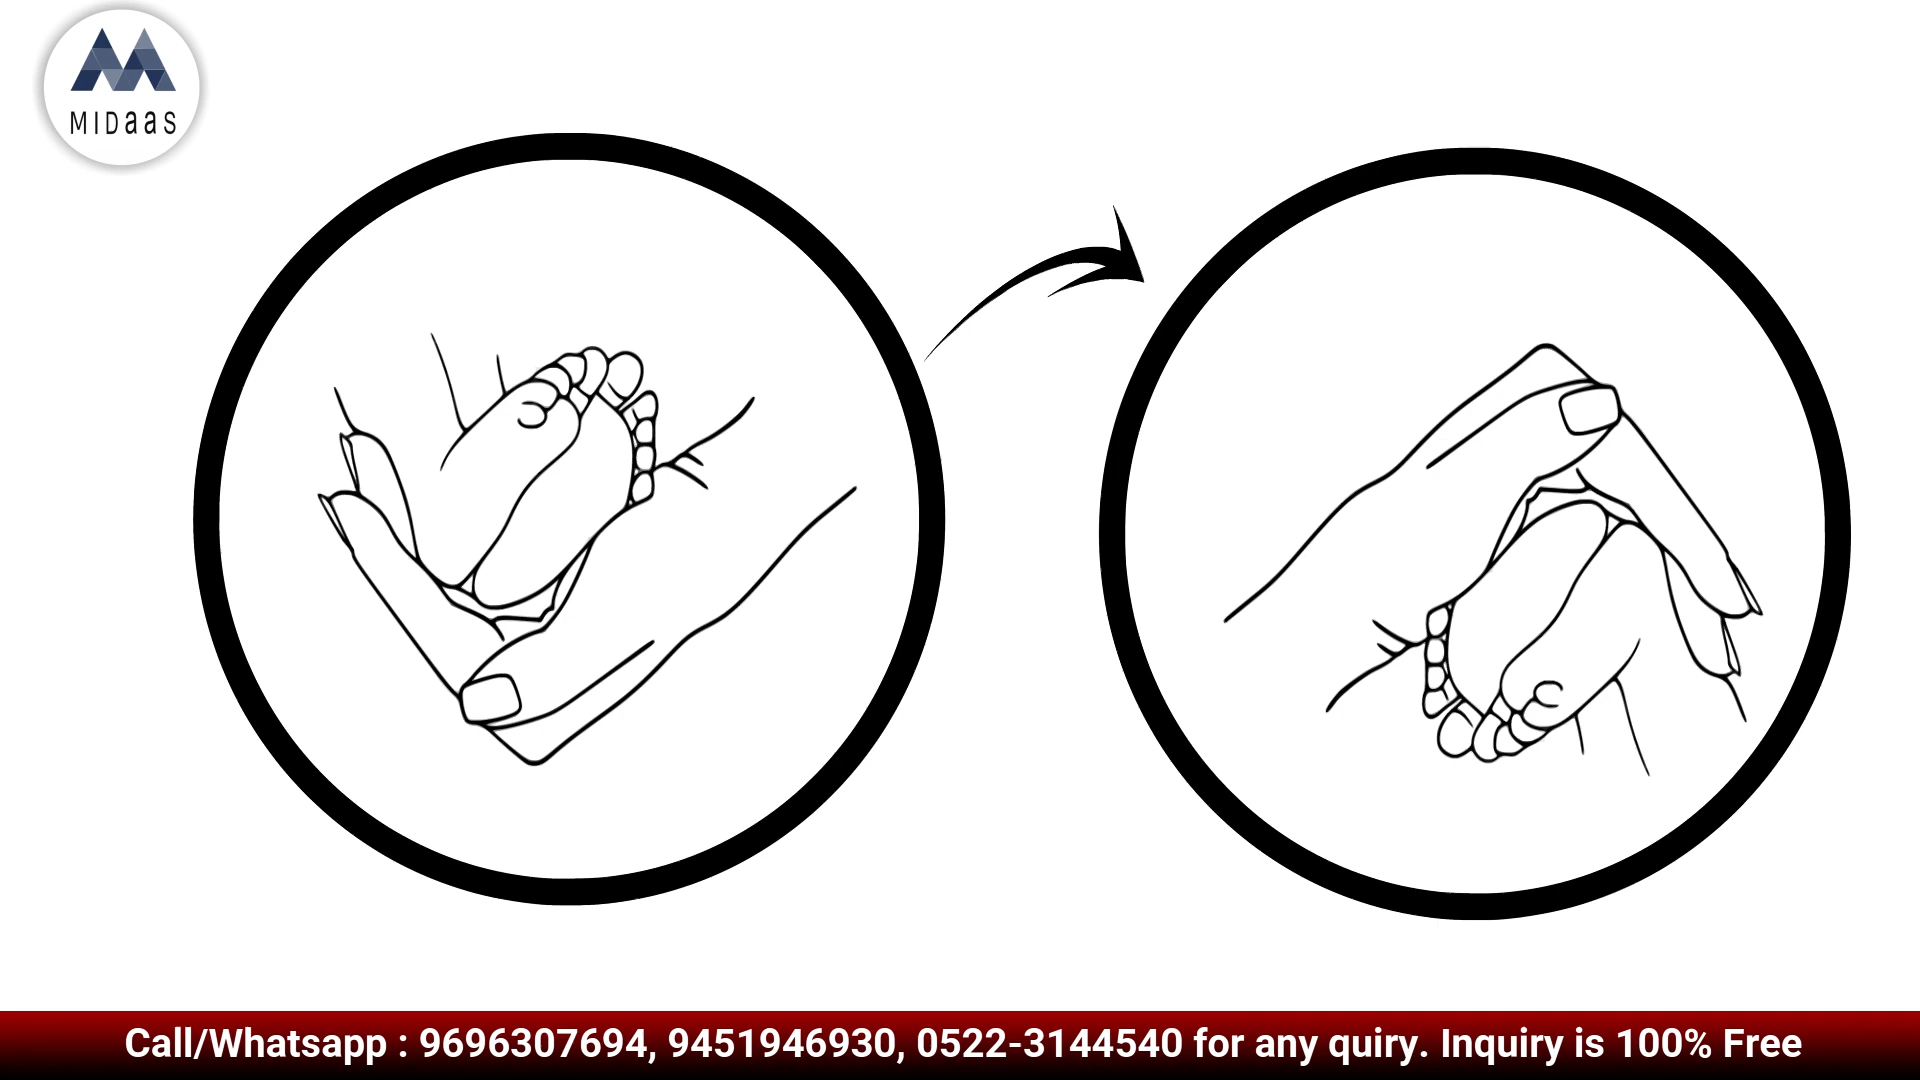 MIDaas
Call/Whatsapp : 9696307694, 9451946930, 0522-3144540 for any quiry. Inquiry is 100% Free